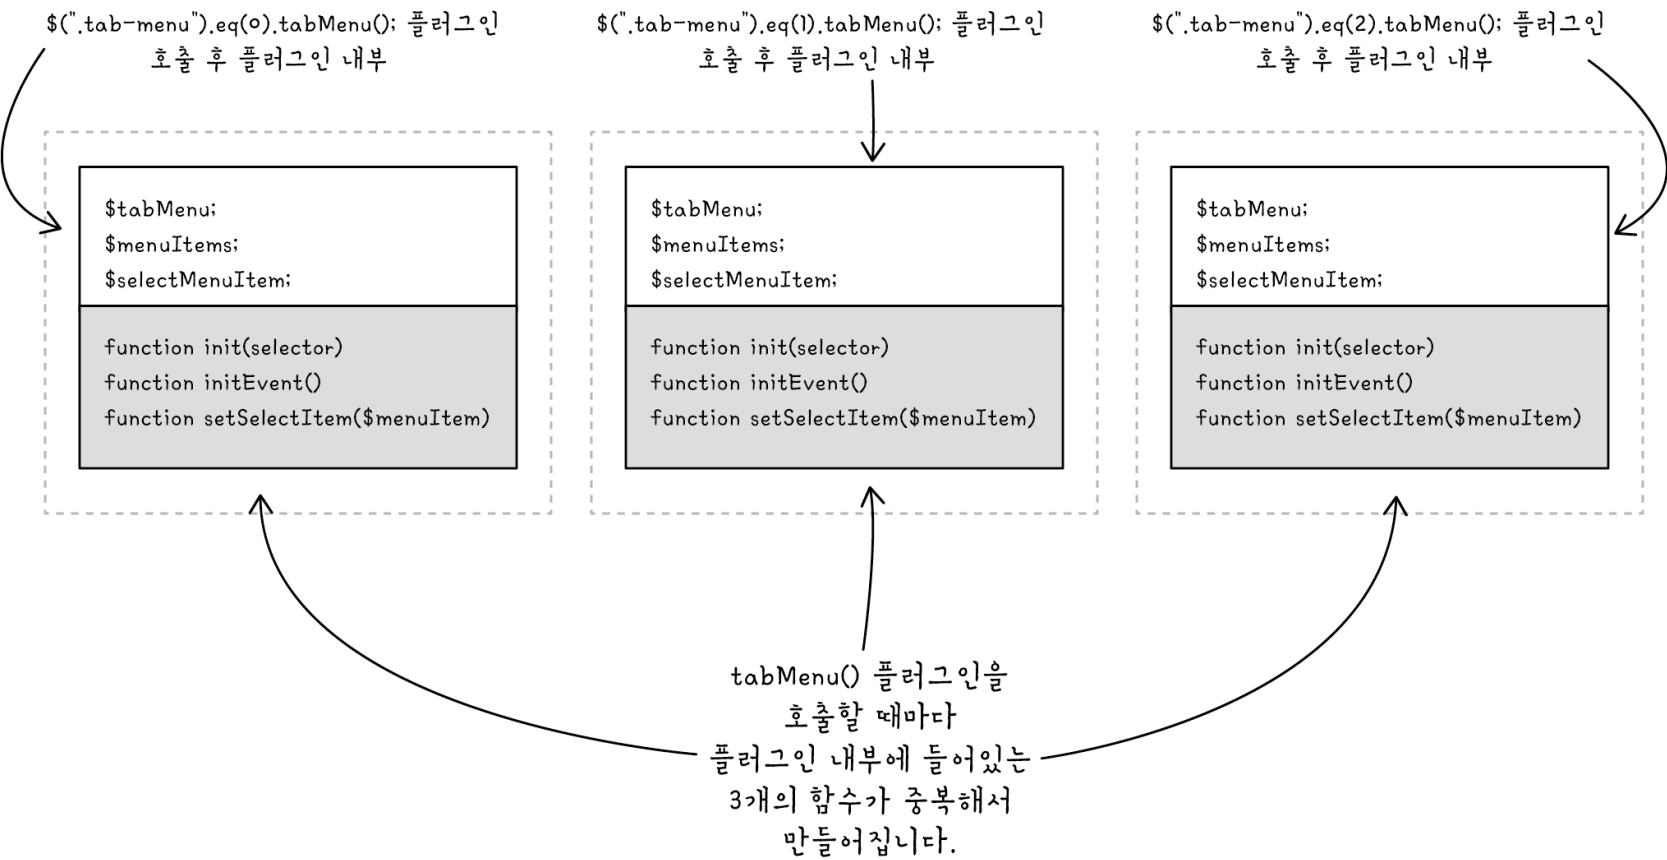 $(".tab-menu").eq(0).tabMenu(); 플러그인
호출 후 플러그인 내부
$(".tab-menu").eq(1).tabMenu(); 플러그인
호출 후 플러그인 내부
$(".tab-menu").eq(2).tabMenu(); 플러그인
호출 후 플러그인 내부
$tabMenu;
$menuItems;
$selectMenuItem;
function init(selector)
function initEvent()
function setSelectItem($menuItem)
$tabMenu;
$menuItems;
$selectMenuItem;
function init(selector)
function initEvent()
function setSelectItem($menuItem)
$tabMenu;
$menuItems;
$selectMenuItem;
function init(selector)
function initEvent()
function setSelectItem($menuItem)
tabMenu() 플러그인을
호출할 때마다
플러그인 내부에 들어있는
3개의 함수가 중복해서
만들어집니다.